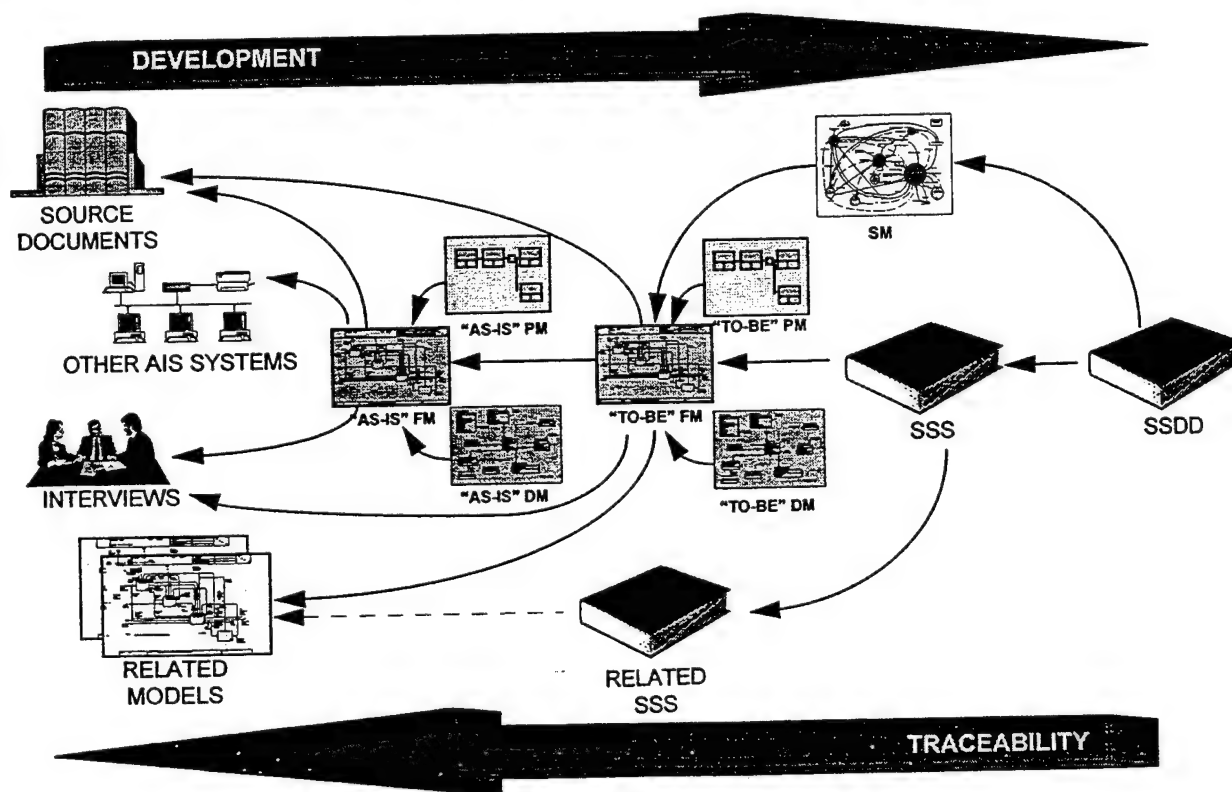 DEVELOPMENT
SOURCE
DOCUMENTS
SM
"AS-IS" PM
"TO-BE" PM
OTHER AIS SYSTEMS
"AS-IS" FM
"TO-BE" FM
SSS
SSDD
INTERVIEWS
"AS-IS" DM
"TO-BE" DM
RELATED
MODELS
RELATED
SSS
TRACEABILITY